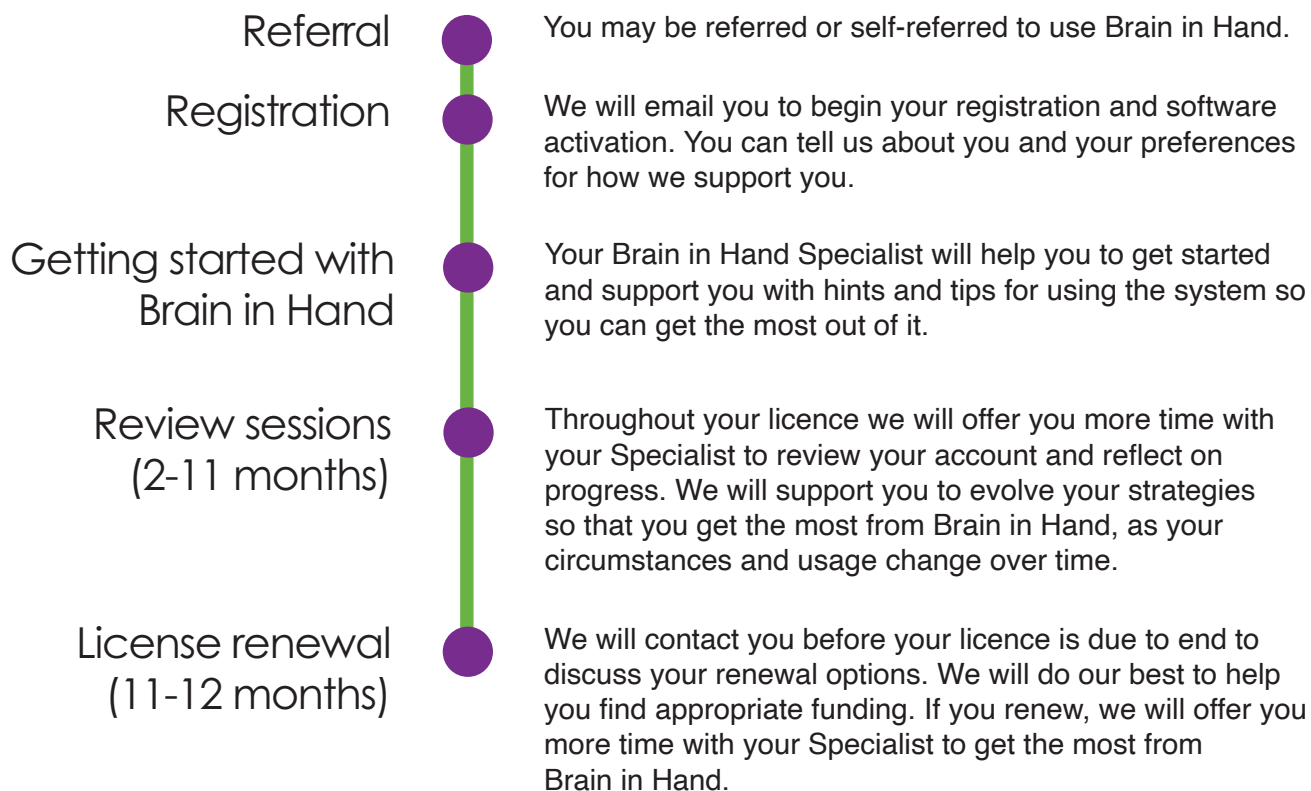 Referral
You may be referred or self-referred to use Brain in Hand.
Registration
We will email you to begin your registration and software
activation. You can tell us about you and your preferences
for how we support you.
Getting started with
Brain in Hand
Your Brain in Hand Specialist will help you to get started
and support you with hints and tips for using the system so
you can get the most out of it.
Review sessions
(2-11 months)
Throughout your licence we will offer you more time with
your Specialist to review your account and reflect on
progress. We will support you to evolve your strategies
so that you get the most from Brain in Hand, as your
circumstances and usage change over time.
License renewal
(11-12 months)
We will contact you before your licence is due to end to
discuss your renewal options. We will do our best to help
you find appropriate funding. If you renew, we will offer you
more time with your Specialist to get the most from
Brain in Hand.